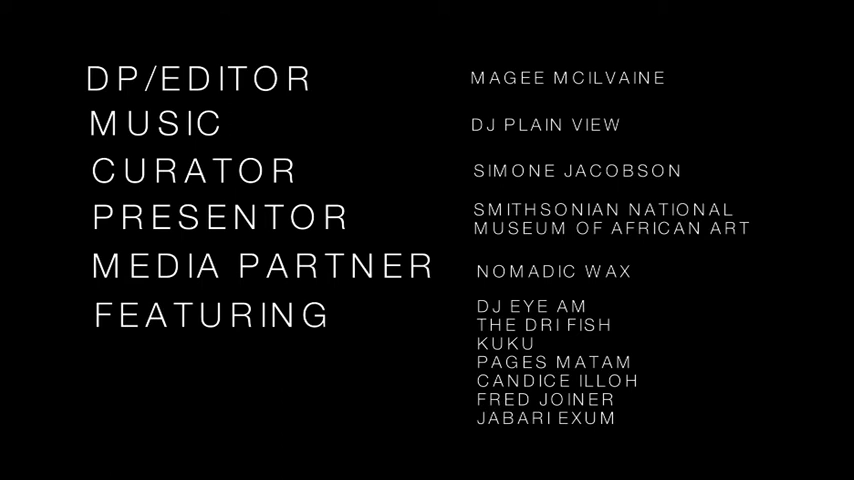 DP/EDITOR MAGEE MCILVAINE
MUSIC DJ PLAIN VIEW
CURATOR SIMONE JACOBSON
PRESENTOR SMITHSONIAN NATIONAL
MUSEUM OF AFRICAN ART
MEDIA PARTNER NOMADIC WAX
FEATURING DJ EYE AM
THE DRI FISH
KUKU
PAGES MATAM
CANDICE ILLOH
FRED JOINER
JABARI EXUM